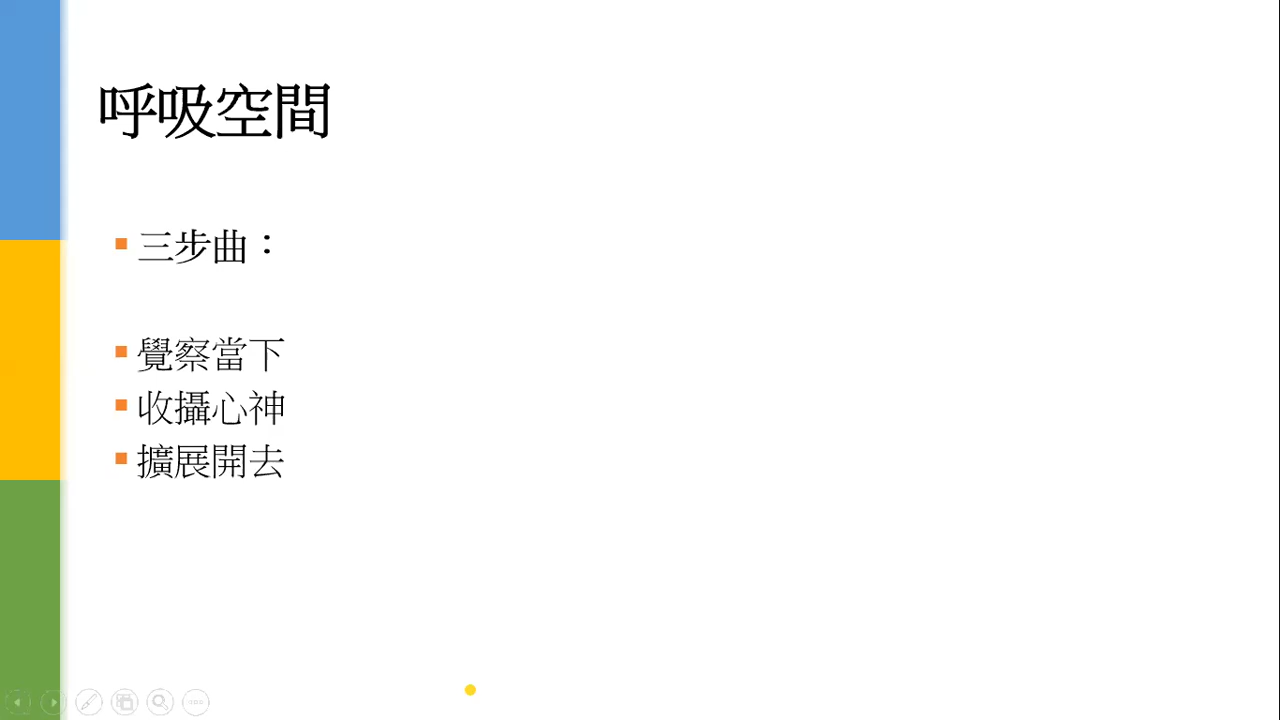 呼吸空間
三步曲：
覺察當下
收攝心神
擴展開去